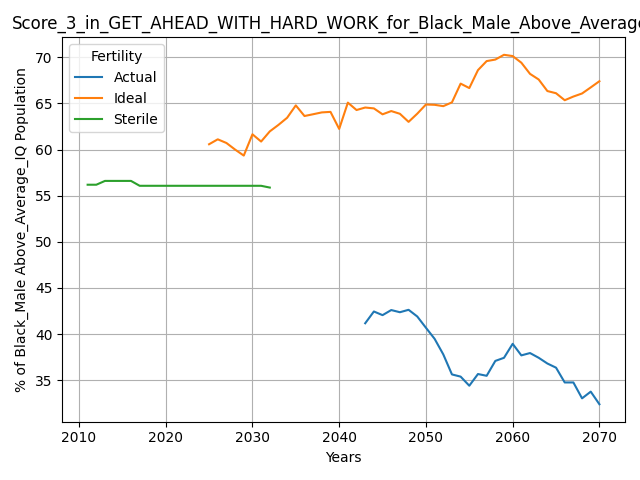 Score_3_in_GET_AHEAD_WITH_HARD_WORK_for_Black_Male_Above_Average
Fertility
Actual
Ideal
Sterile
% of Black_Male Above_Average_IQ Population
70
65
60
55
50
45
40
35
2010 2020 2030 2040 2050 2060 2070
Years